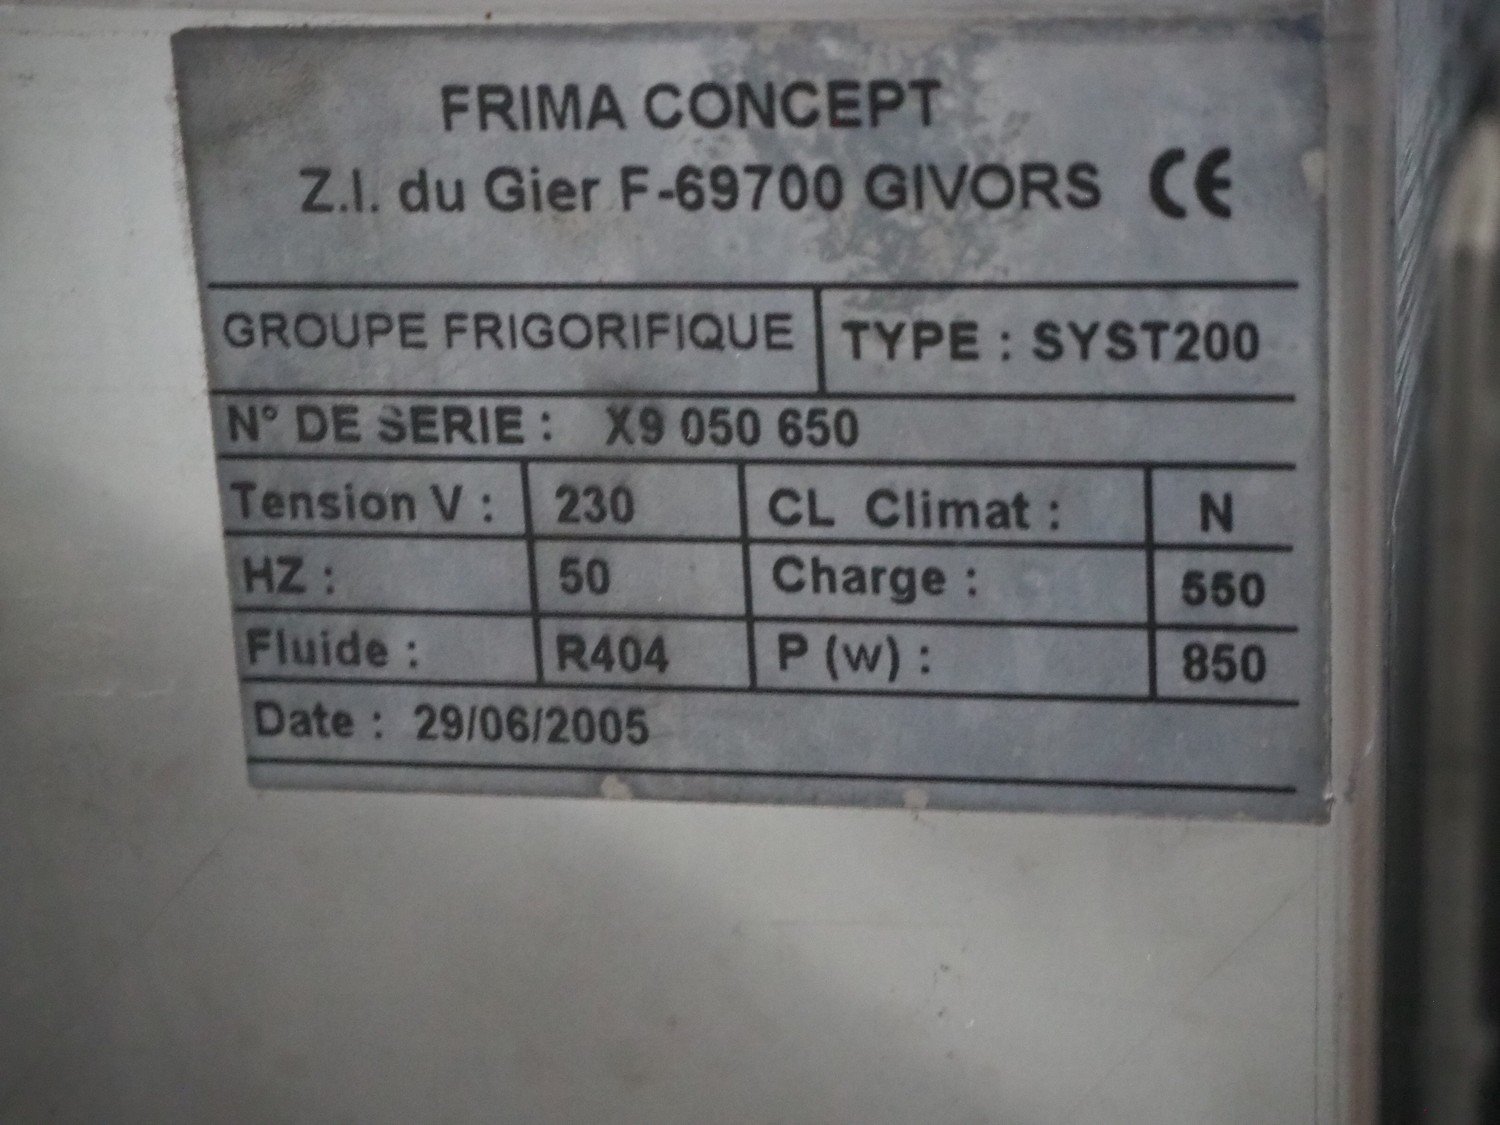 FRIMA CONCEPT
Z.I. du Gier F-69700 GIVORS CE
GROUPE FRIGORIFIQUE TYPE : SYST200
N° DE SERIE : X9 050 650
Tension V : 230 CL Climat : N
HZ : 50 Charge : 550
Fluide : R404 P (w) : 850
Date : 29/06/2005